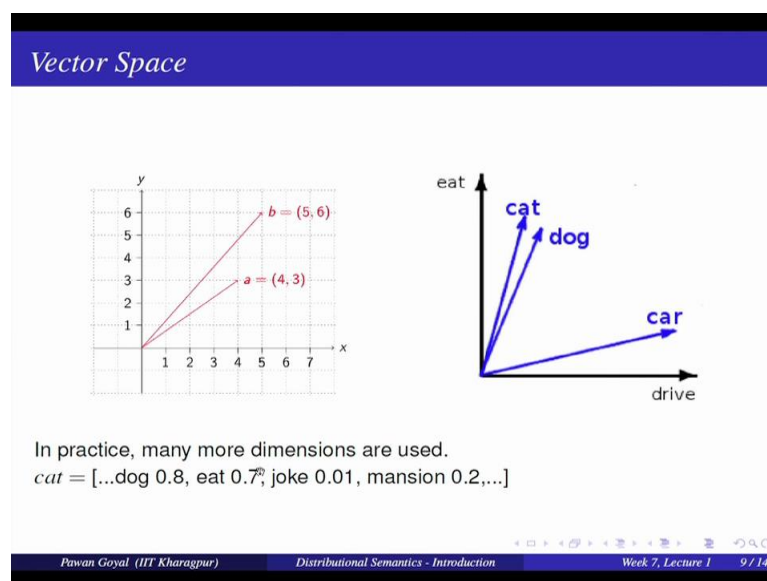 Vector Space
y
6
b = (5, 6)
5
4
3
a = (4, 3)
2
1
x
1 2 3 4 5 6 7
eat
cat
dog
car
drive
In practice, many more dimensions are used.
cat = [...dog 0.8, eat 0.7, joke 0.01, mansion 0.2,...]
Pawan Goyal (IIT Kharagpur)
Distributional Semantics - Introduction
Week 7, Lecture 1
9 / 14